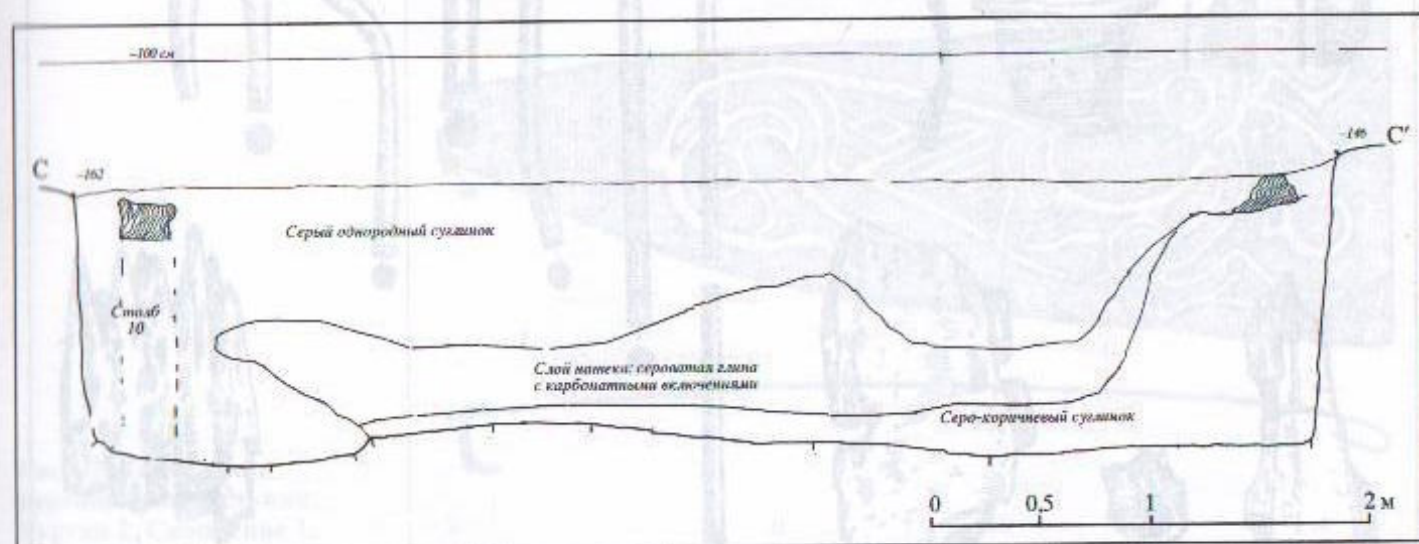 –100 см
–146
C'
C
–162
Серый однородный суглинок
Столб
10
Слой натека: сероватая глина
с карбонатными включениями
Серо-коричневый суглинок
0 0,5 1 2 м